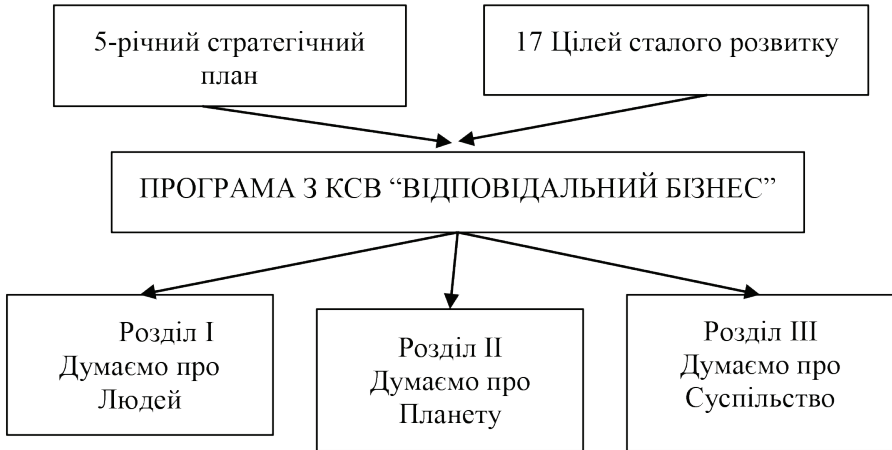 5-річний стратегічний
план
17 Цілей сталого розвитку
ПРОГРАМА З КСВ “ВІДПОВІДАЛЬНИЙ БІЗНЕС”
Розділ І
Думаємо про
Людей
Розділ ІІ
Думаємо про
Планету
Розділ ІІІ
Думаємо про
Суспільство